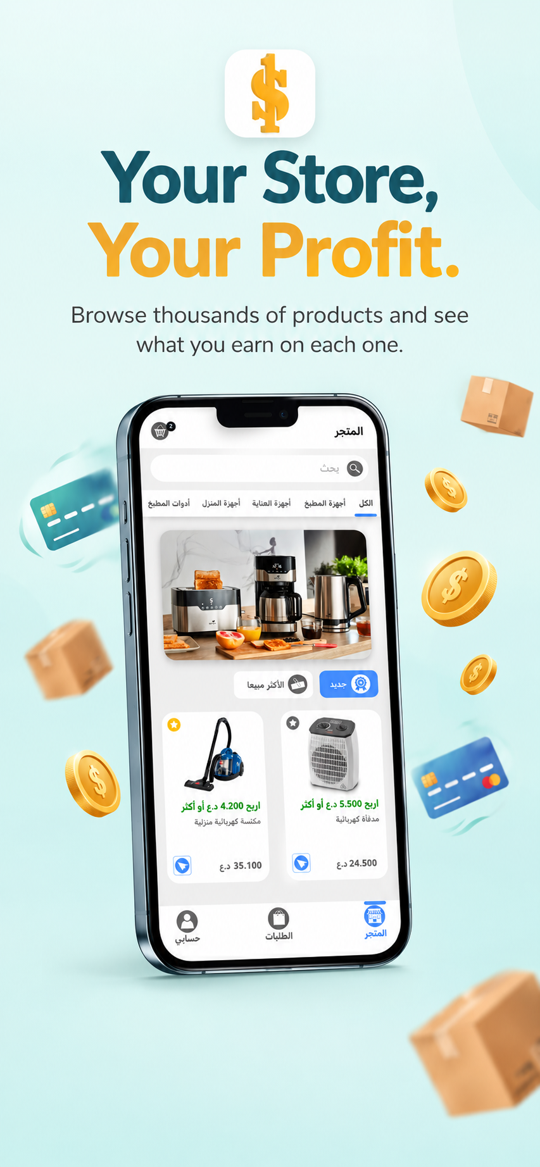 Your Store,
Your Profit.
Browse thousands of products and see
what you earn on each one.
المتجر
2
بحث
الكل أجهزة المطبخ أجهزة العناية أجهزة المنزل أدوات المطبخ
جديد
الأكثر مبيعا
اربح 5.500 د.ع أو أكثر
مدفأة كهربائية
24.500 د.ع
اربح 4.200 د.ع أو أكثر
مكنسة كهربائية منزلية
35.100 د.ع
المتجر
الطلبات
حسابي